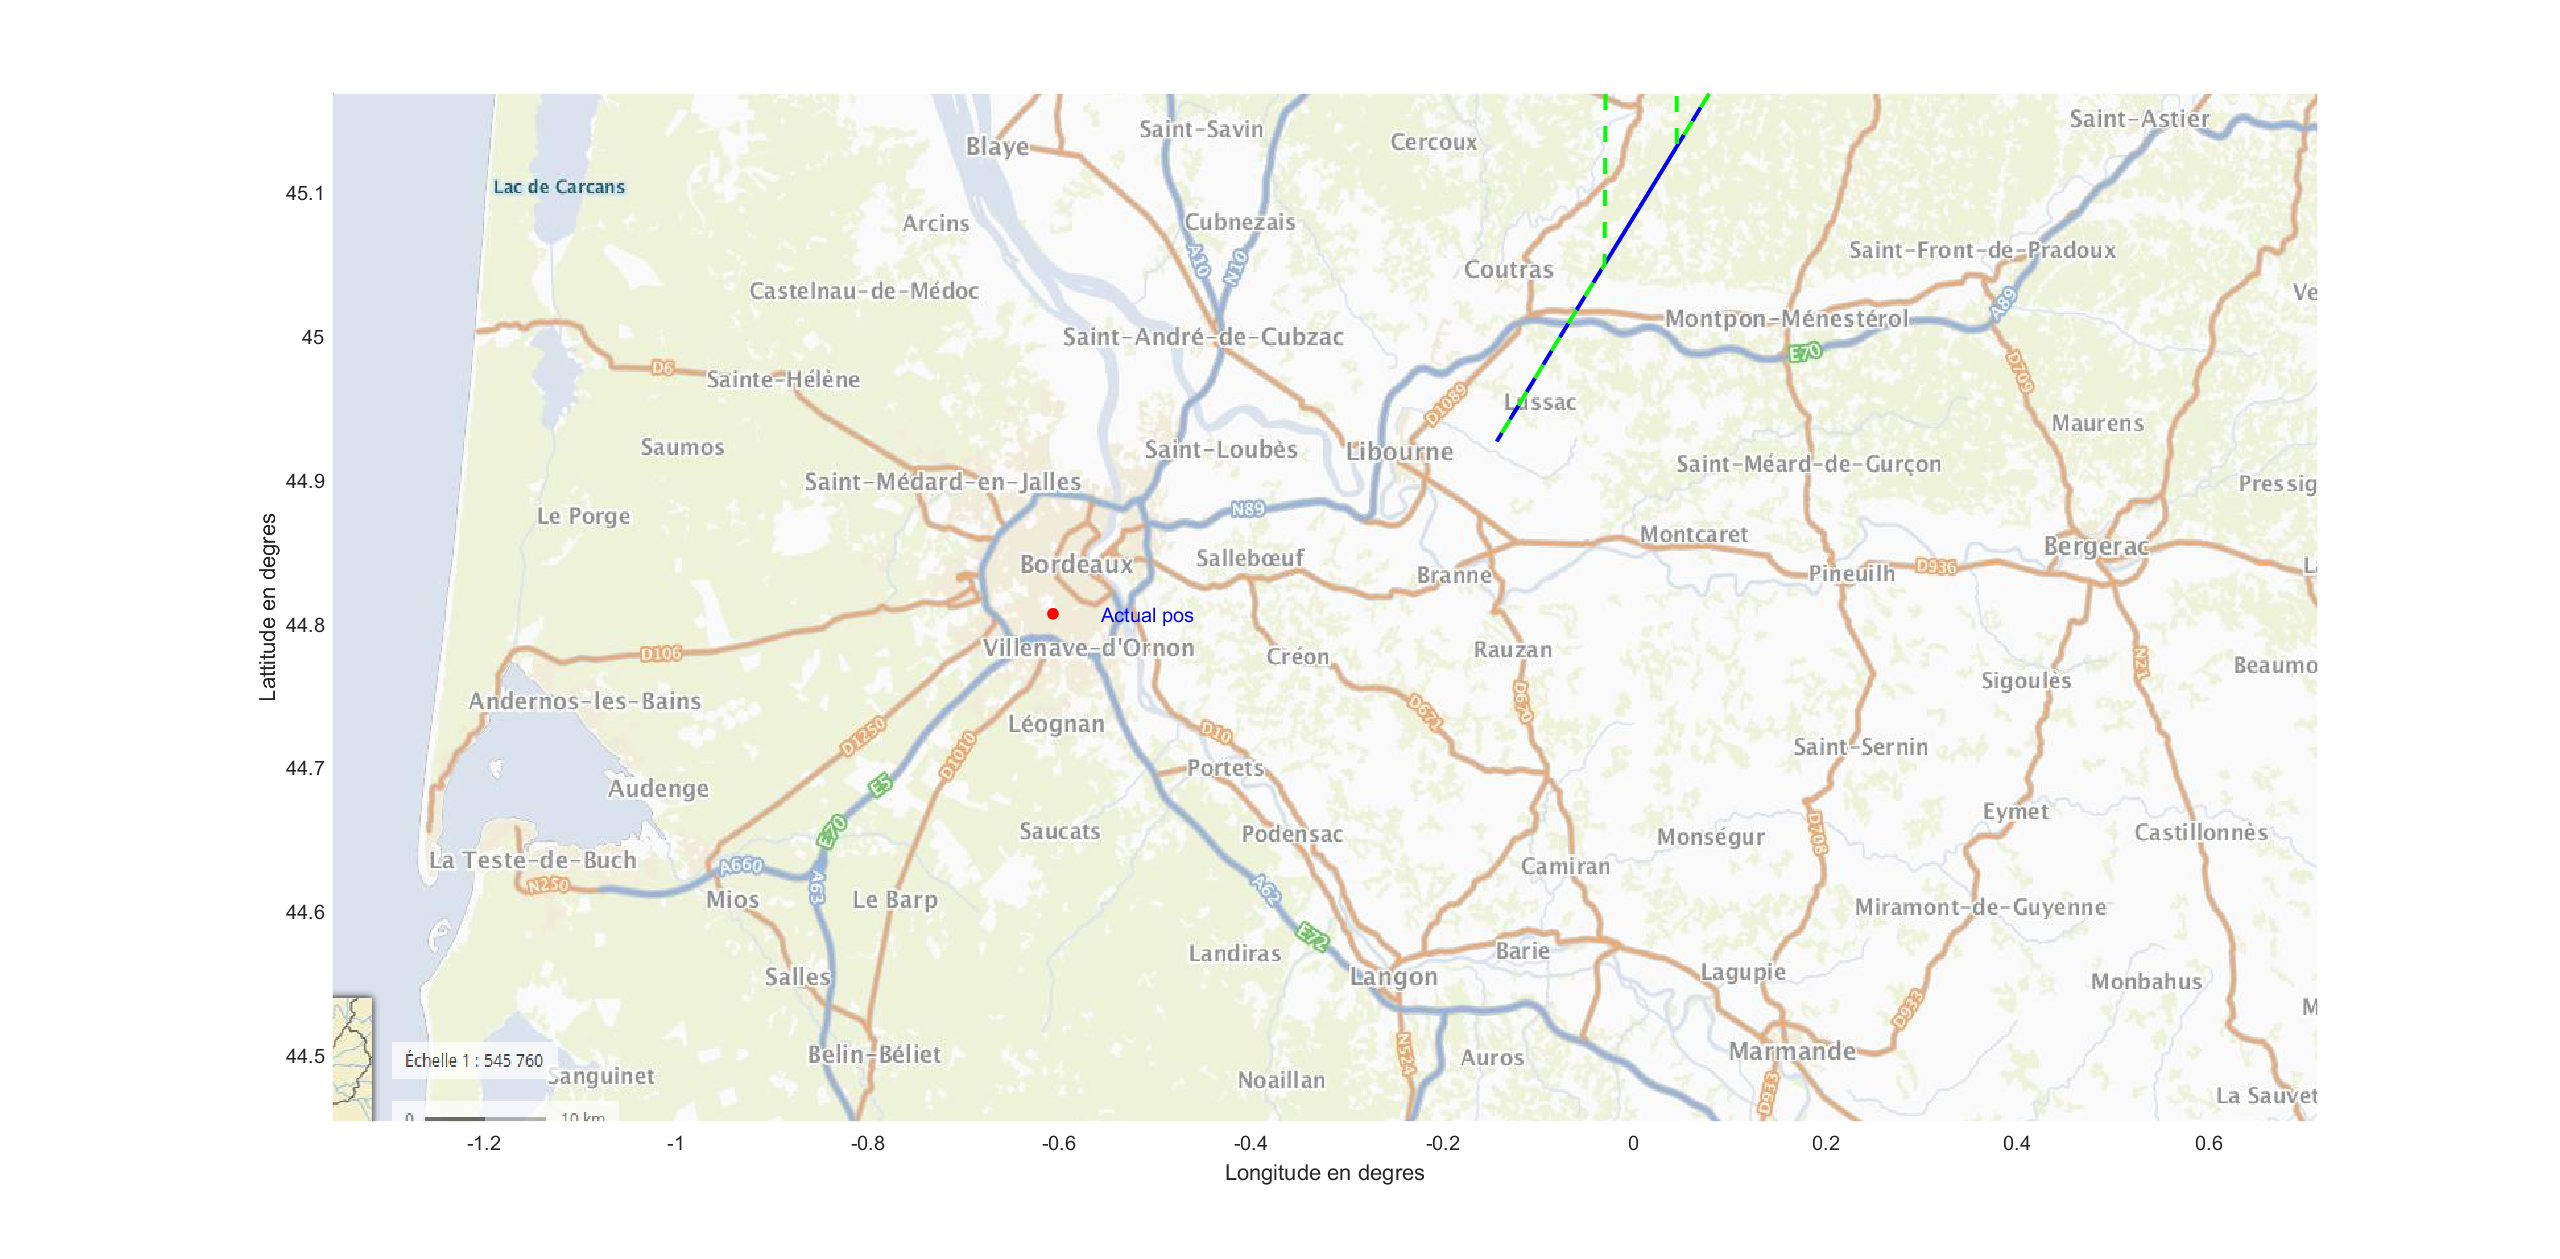 Saint-Astier
Saint-Savin
Cercoux
Blaye
Lac de Carcans
45.1
Arcins
Cubnezais
Saint-Front-de-Pradoux
A10
N10
Coutras
Castelnau-de-Médoc
Ve
A89
Montpon-Ménestérol
45
Saint-André-de-Cubzac
E70
D6
Sainte-Hélène
D709
D1089
Lussac
Maurens
Saumos
Saint-Loubès
Libourne
Saint-Méard-de-Gurçon
44.9
Saint-Médard-en-Jalles
Pressig
Le Porge
N89
Montcaret
Bergerac
Bordeaux
Sallebœuf
Branne
Pineuilh
D936
Lattitude en degres
44.8
Actual pos
Villenave-d'Ornon
D106
Créon
Rauzan
N21
Beaumo
Sigoulès
Andernos-les-Bains
D671
D670
Léognan
D1250
D10
Saint-Sernin
44.7
D1010
Portets
E5
Audenge
Eymet
E70
Saucats
Podensac
Monségur
D708
Castillonnès
La Teste-de-Buch
A660
Camiran
N250
A63
A62
Mios
Le Barp
44.6
Miramont-de-Guyenne
E72
Landiras
Barie
Salles
Langon
Lagupie
Monbahus
D933
M
44.5
Belin-Béliet
N524
Auros
Marmande
Échelle 1 : 545 760
Sanguinet
Noaillan
D933
La Sauvet
0
10 km
-1.2 -1 -0.8 -0.6 -0.4 -0.2 0 0.2 0.4 0.6
Longitude en degres